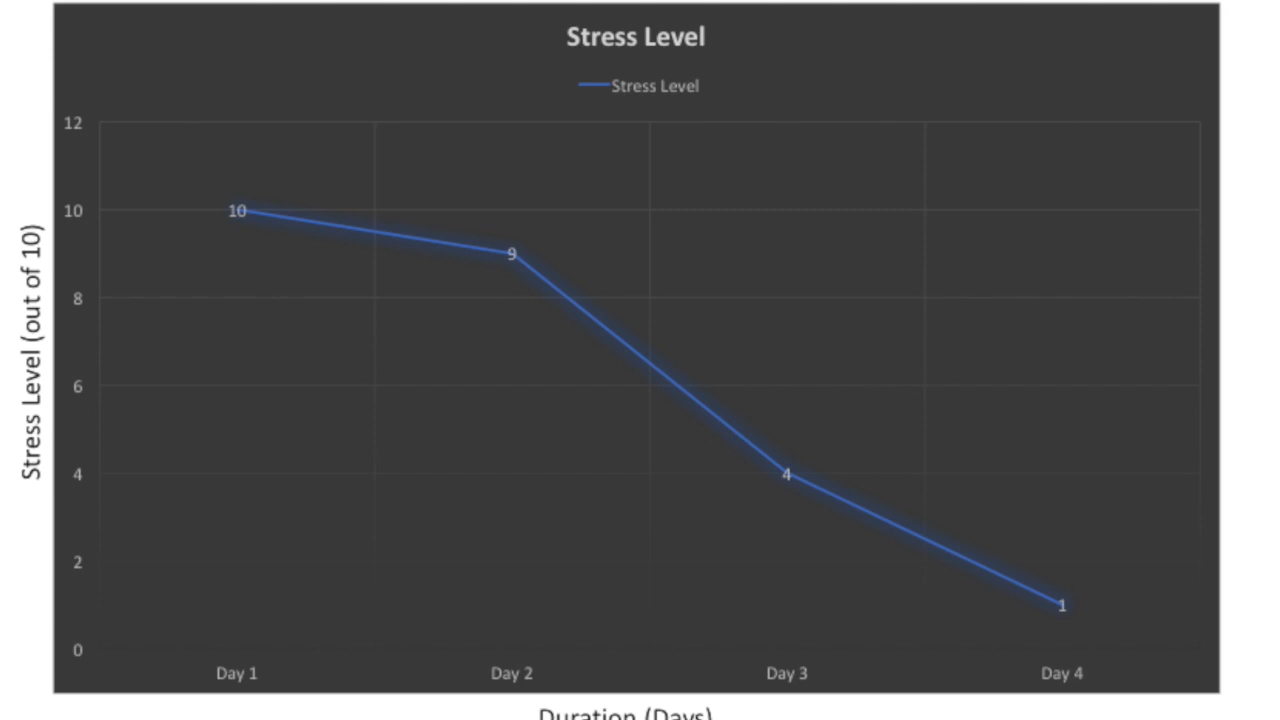 Stress Level
Stress Level
12
10
8
6
4
2
0
Stress Level (out of 10)
10
9
4
1
Day 1 Day 2 Day 3 Day 4
Duration (Days)